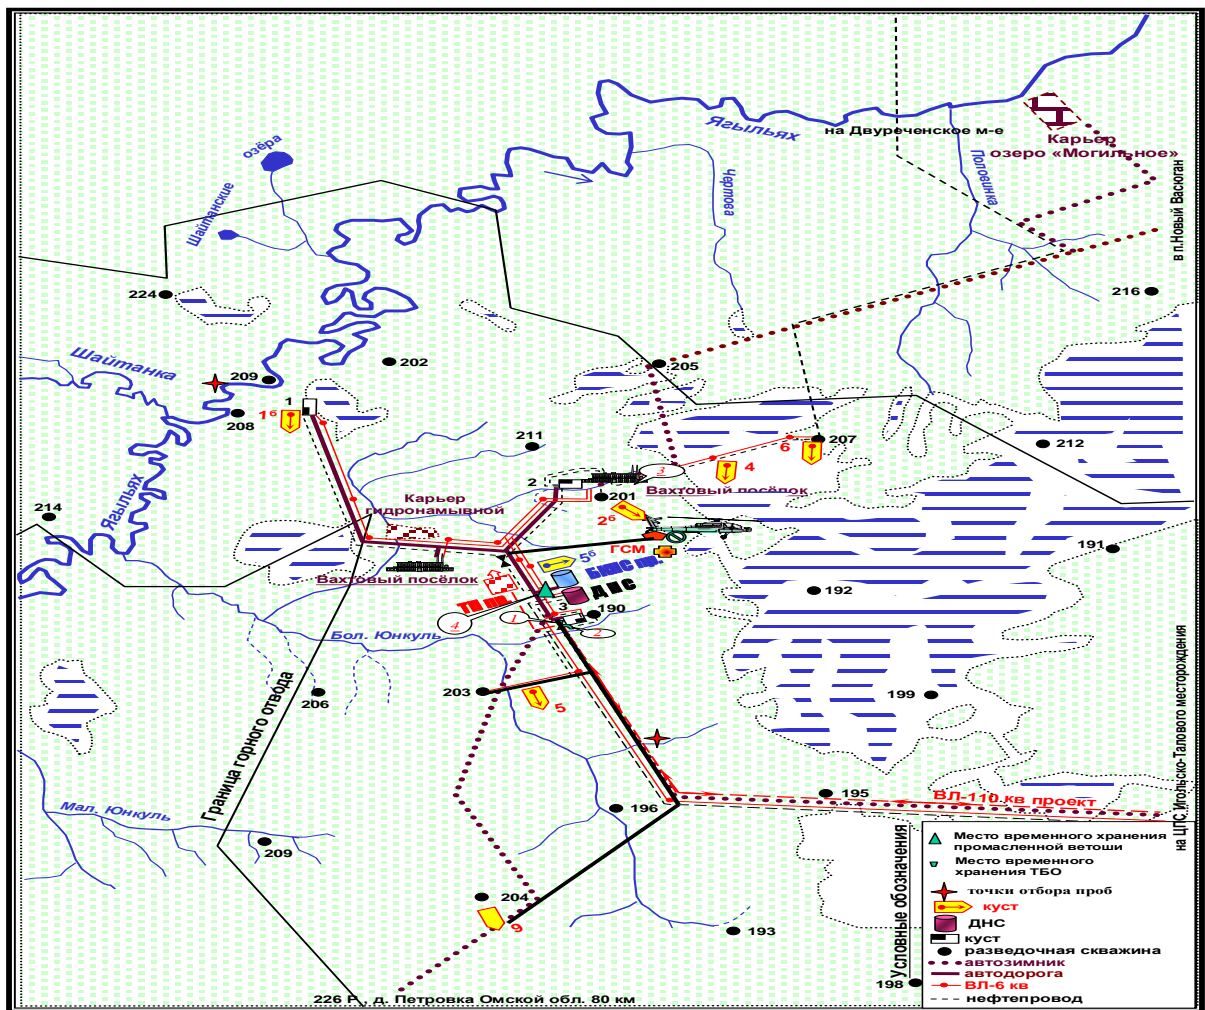 Ягыльях
на Двуреченское м-е
Карьер
озеро «Могильное»
озёра
Шайтанские
Чертова
Половинка
в п.Новый Васюган
224
216
202
205
Шайтанка
209
208
1
1б
211
6
207
212
4
3
2
201
Вахтовый посёлок
Карьер
гидронамывной
2б
214
Ягыльях
ГСМ
191
5б
БКНС пр.
Вахтовый посёлок
ДНС
192
3
190
4
1
2
Бол. Юнкуль
203
206
5
199
Граница горного отвода
на ЦПС Игольско-Талового месторождения
195
ВЛ-110 кв проект
196
Мал. Юнкуль
209
204
9
193
198
226 Р , д. Петровка Омской обл. 80 км
Условные обозначения
Место временного хранения
промасленной ветоши
Место временного
хранения ТБО
точки отбора проб
куст
ДНС
куст
разведочная скважина
автозимник
автодорога
ВЛ-6 кв
нефтепровод